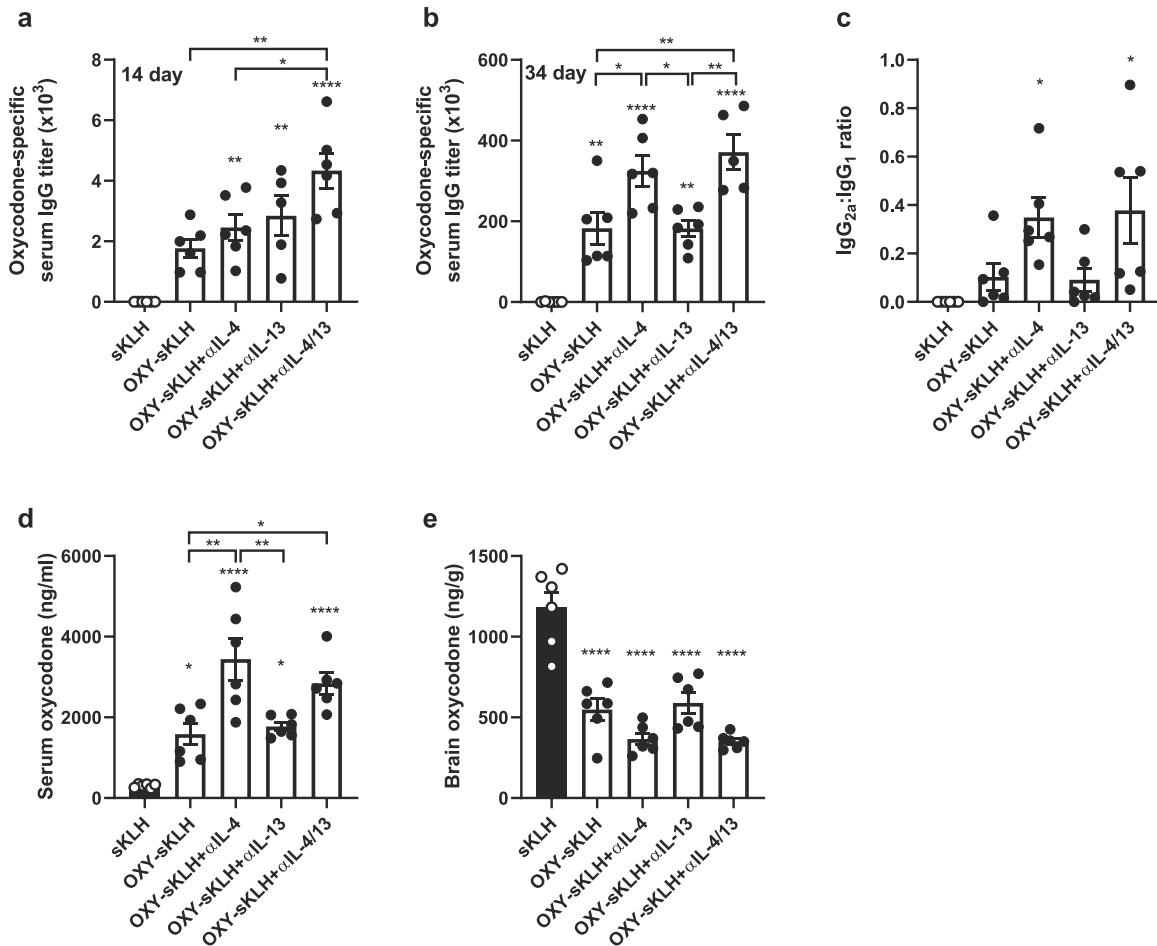 a
Oxycodone-specific
serum IgG titer (x10³)
14 day
8
6
4
2
0
**
*
**
**
****
sKLH
OXY-sKLH
OXY-sKLH+αIL-4
OXY-sKLH+αIL-13
OXY-sKLH+αIL-4/13
b
Oxycodone-specific
serum IgG titer (x10³)
34 day
600
400
200
0
**
*
*
**
**
****
**
****
sKLH
OXY-sKLH
OXY-sKLH+αIL-4
OXY-sKLH+αIL-13
OXY-sKLH+αIL-4/13
c
IgG₂ₐ:IgG₁ ratio
1.0
0.8
0.6
0.4
0.2
0.0
*
*
sKLH
OXY-sKLH
OXY-sKLH+αIL-4
OXY-sKLH+αIL-13
OXY-sKLH+αIL-4/13
d
Serum oxycodone (ng/ml)
6000
4000
2000
0
*
**
**
*
****
*
****
sKLH
OXY-sKLH
OXY-sKLH+αIL-4
OXY-sKLH+αIL-13
OXY-sKLH+αIL-4/13
e
Brain oxycodone (ng/g)
1500
1000
500
0
****
****
****
****
sKLH
OXY-sKLH
OXY-sKLH+αIL-4
OXY-sKLH+αIL-13
OXY-sKLH+αIL-4/13